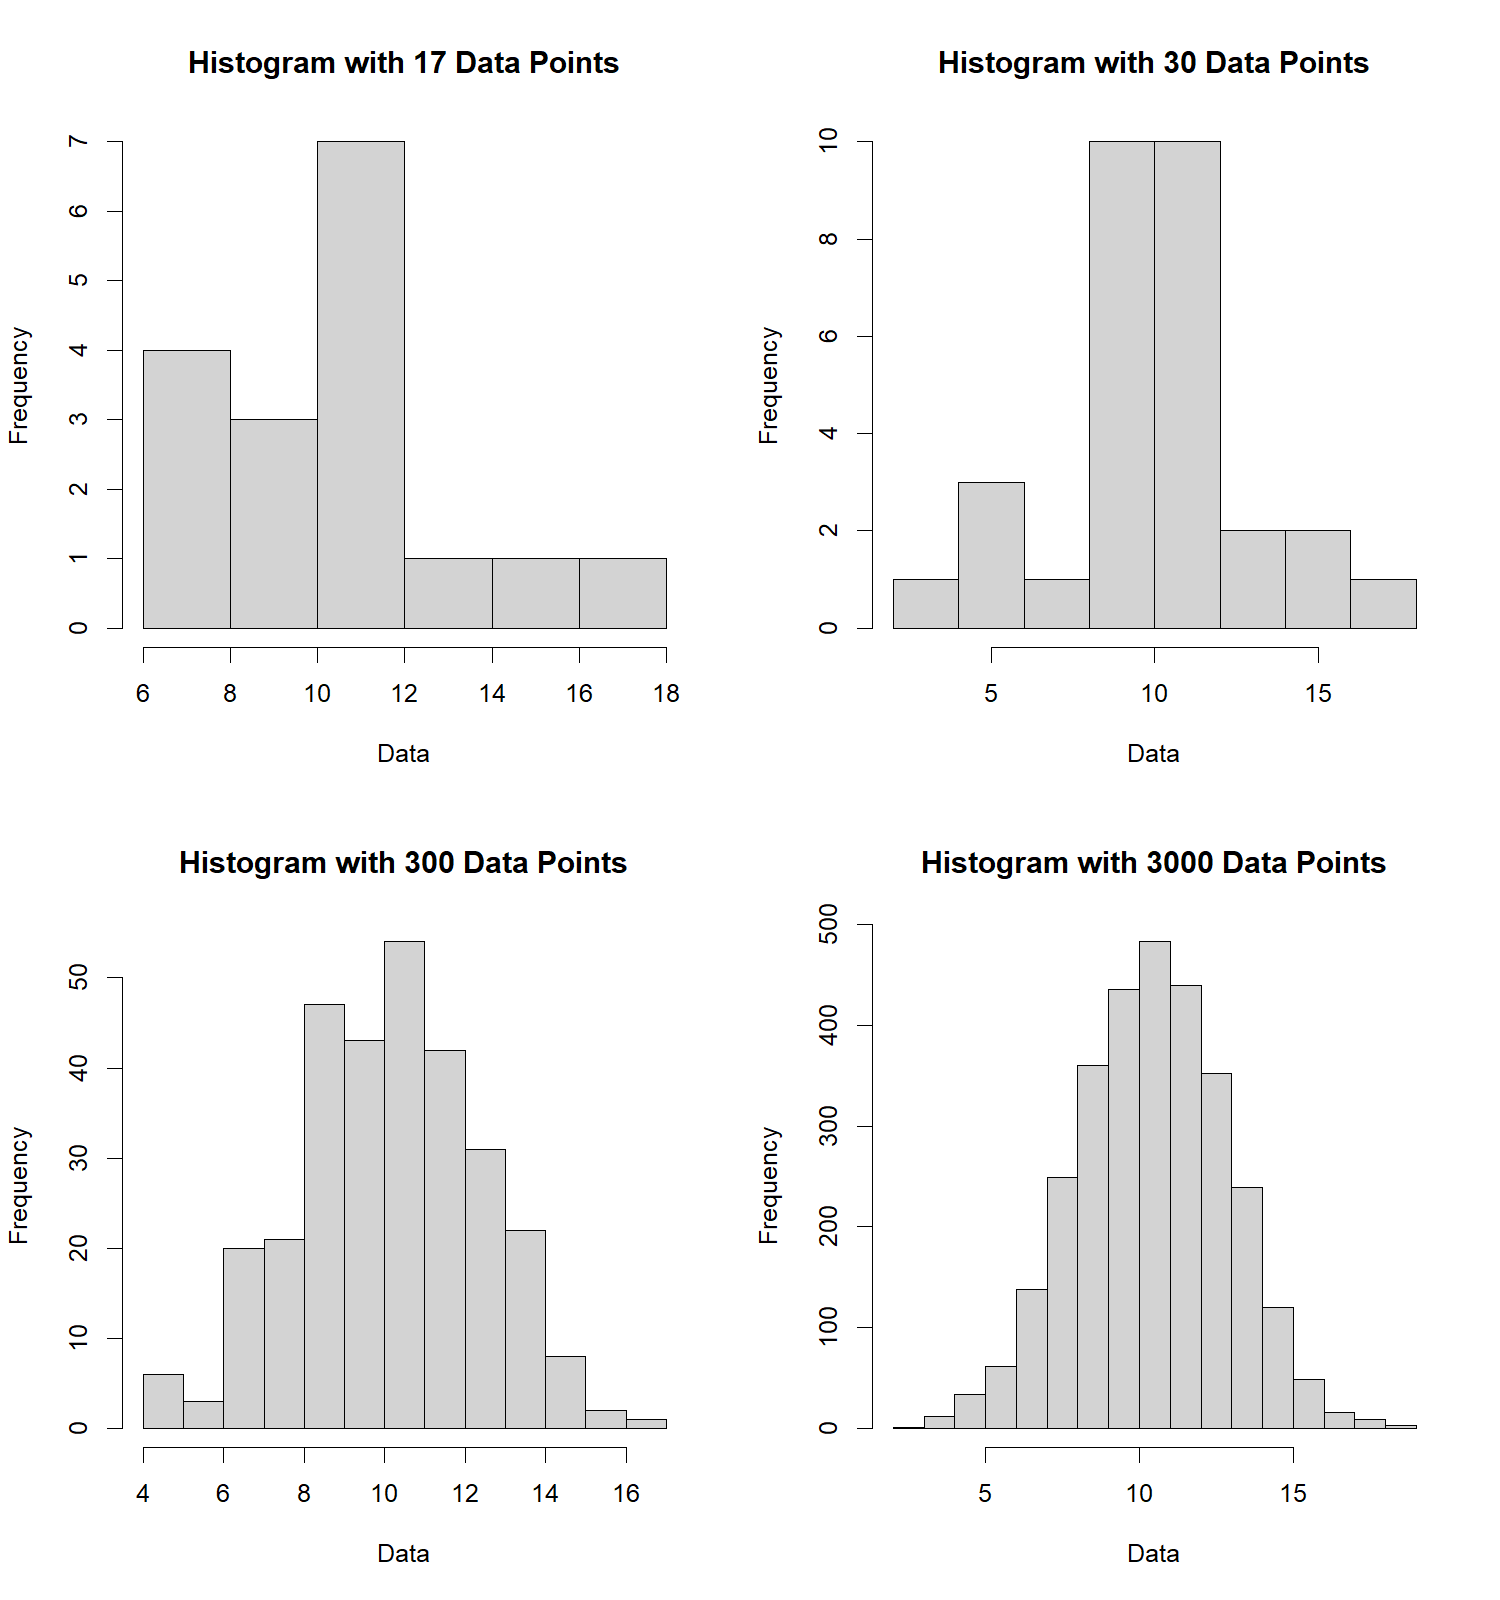 Histogram with 17 Data Points
Frequency
7
6
5
4
3
2
1
0
6 8 10 12 14 16 18
Data
Histogram with 30 Data Points
Frequency
10
8
6
4
2
0
5 10 15
Data
Histogram with 300 Data Points
Frequency
50
40
30
20
10
0
4 6 8 10 12 14 16
Data
Histogram with 3000 Data Points
Frequency
500
400
300
200
100
0
5 10 15
Data